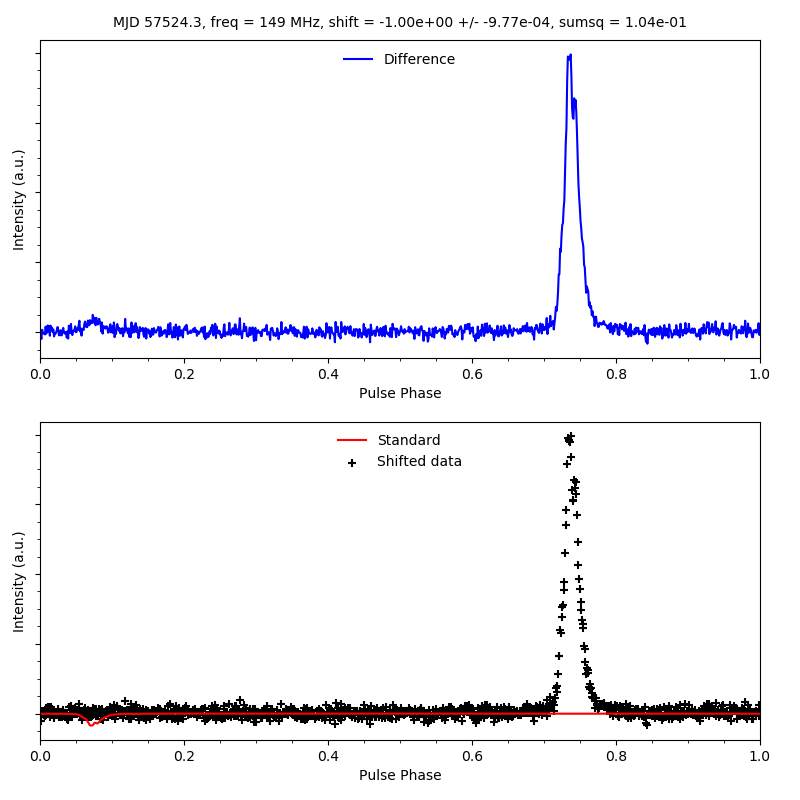 MJD 57524.3, freq = 149 MHz, shift = -1.00e+00 +/- -9.77e-04, sumsq = 1.04e-01
Difference
Intensity (a.u.)
0.0 0.2 0.4 0.6 0.8 1.0
Pulse Phase
Standard
Shifted data
Intensity (a.u.)
0.0 0.2 0.4 0.6 0.8 1.0
Pulse Phase